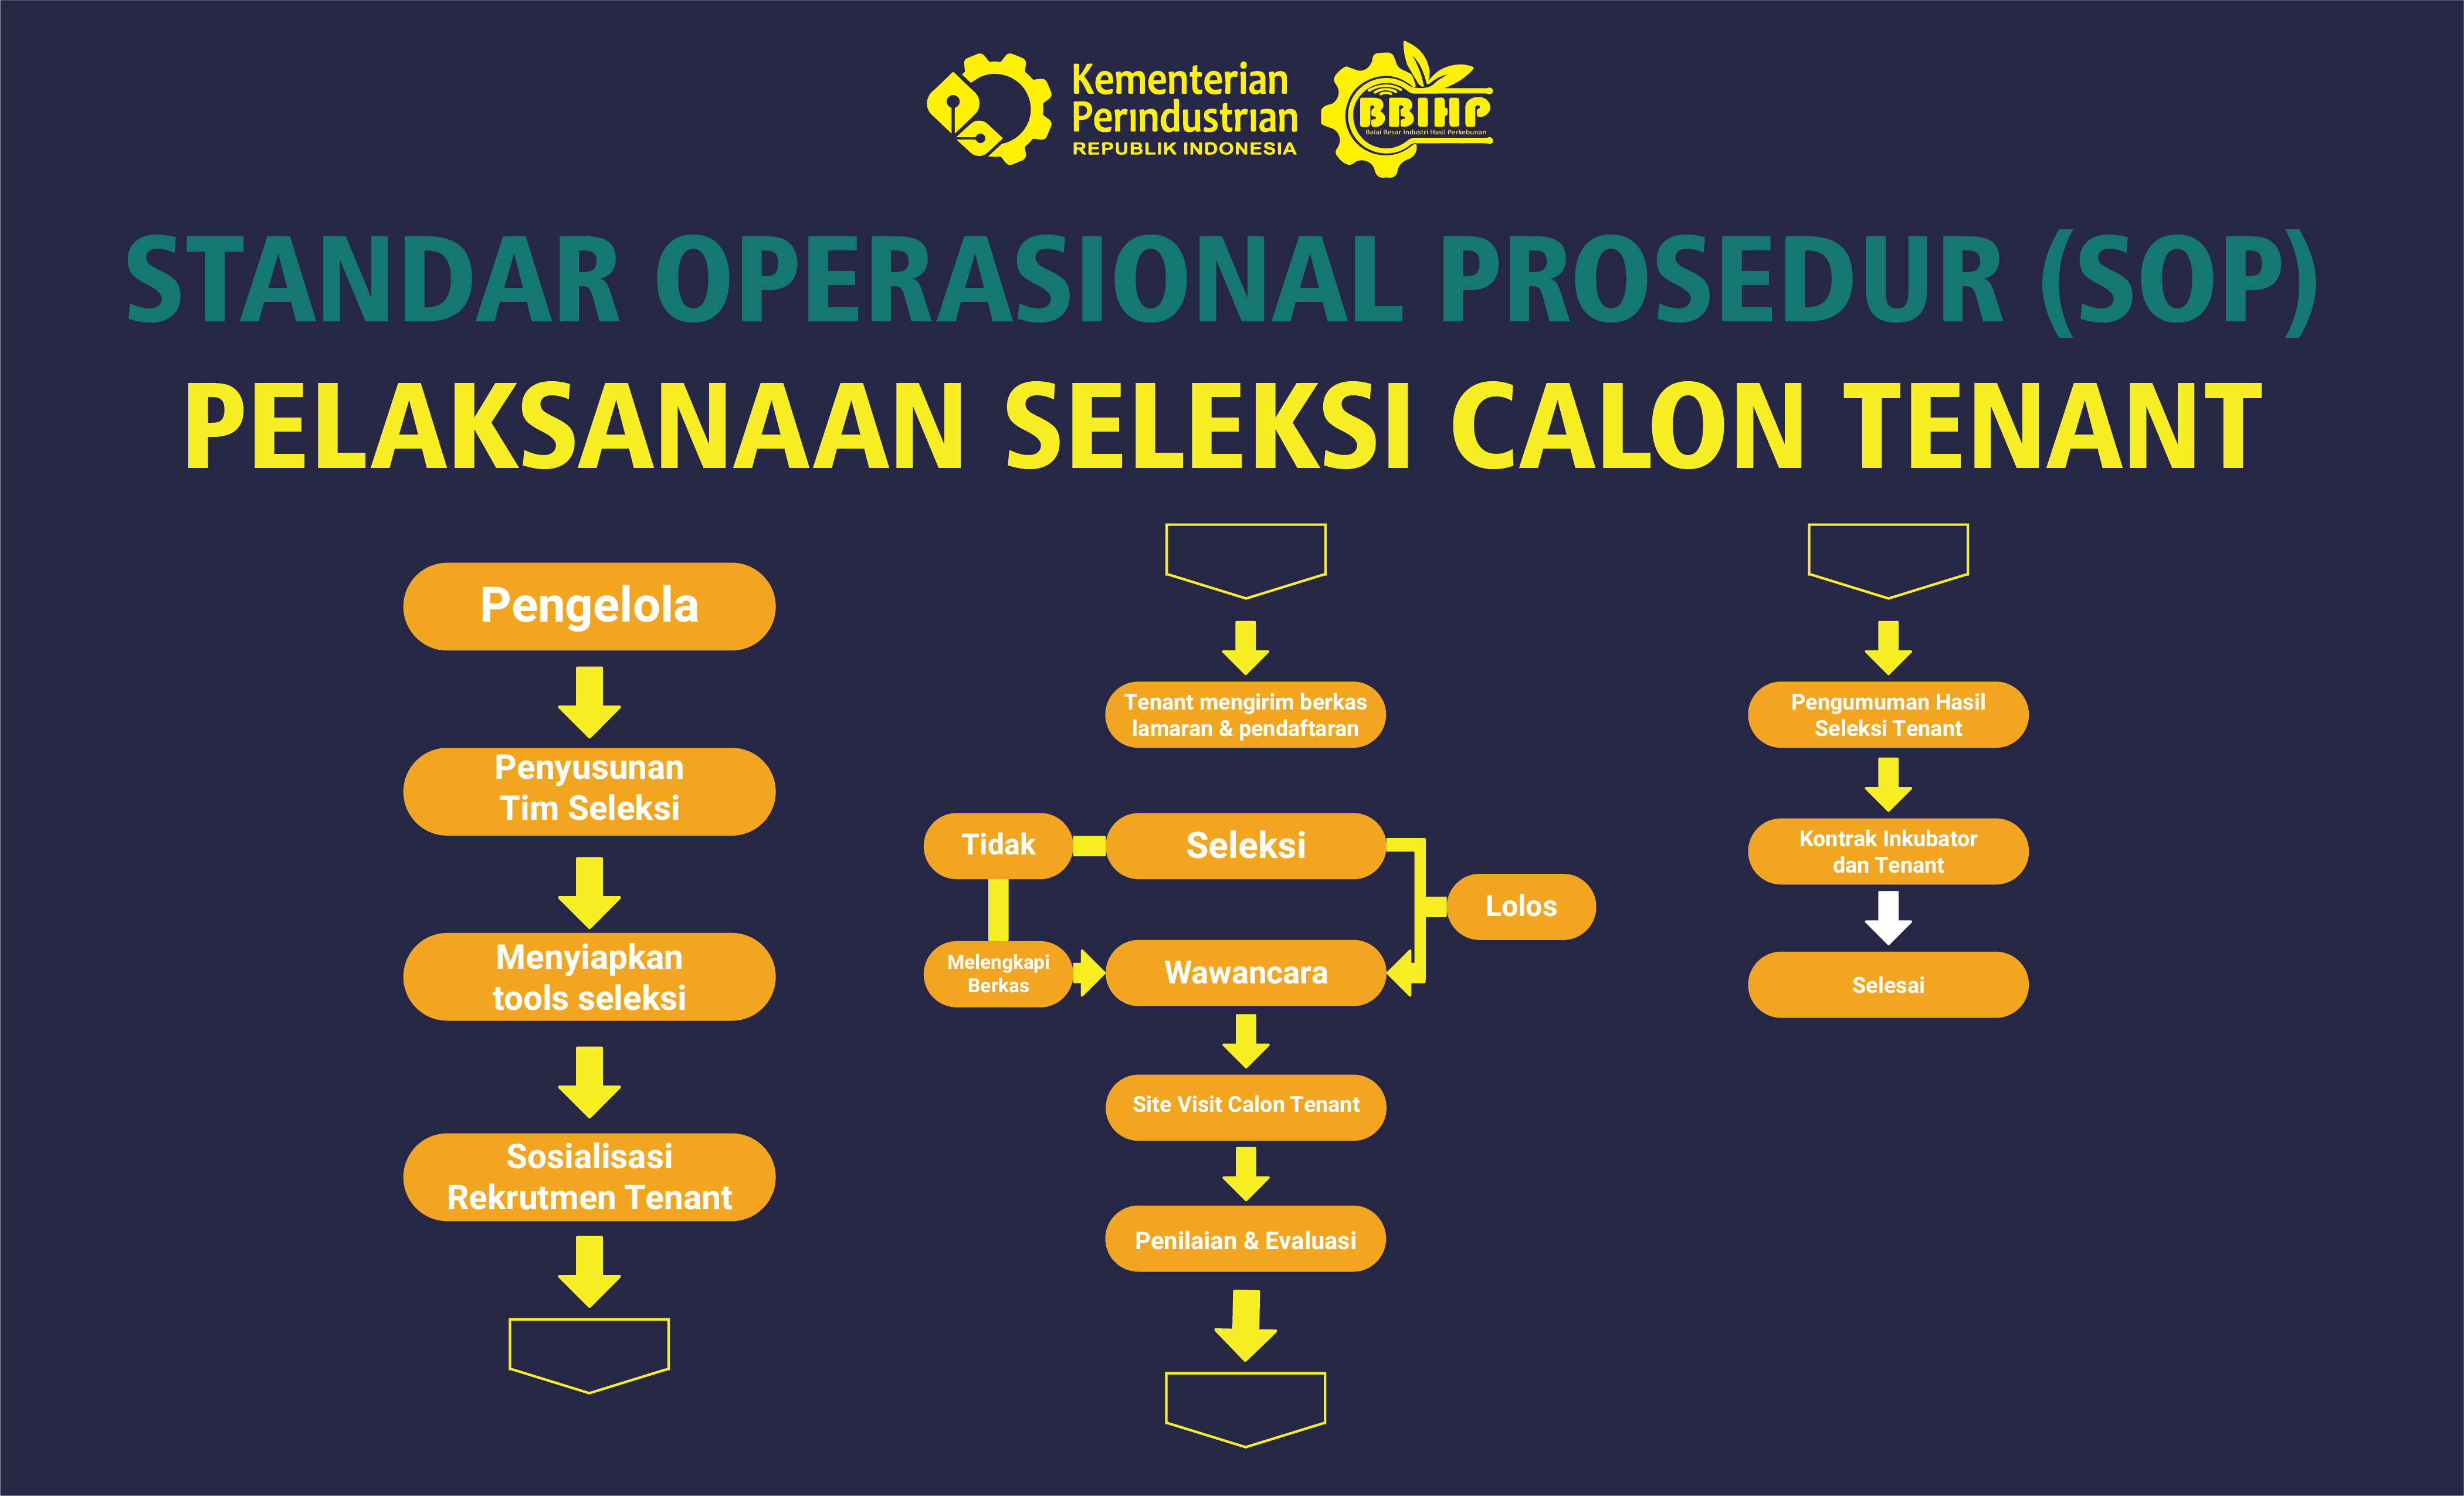 Kementerian
Perindustrian
REPUBLIK INDONESIA
BBIHP
Balai Besar Industri Hasil Perkebunan
STANDAR OPERASIONAL PROSEDUR (SOP)
PELAKSANAAN SELEKSI CALON TENANT
Pengelola
Penyusunan
Tim Seleksi
Menyiapkan
tools seleksi
Sosialisasi
Rekrutmen Tenant
Tenant mengirim berkas
lamaran & pendaftaran
Tidak
Seleksi
Lolos
Melengkapi
Berkas
Wawancara
Site Visit Calon Tenant
Penilaian & Evaluasi
Pengumuman Hasil
Seleksi Tenant
Kontrak Inkubator
dan Tenant
Selesai